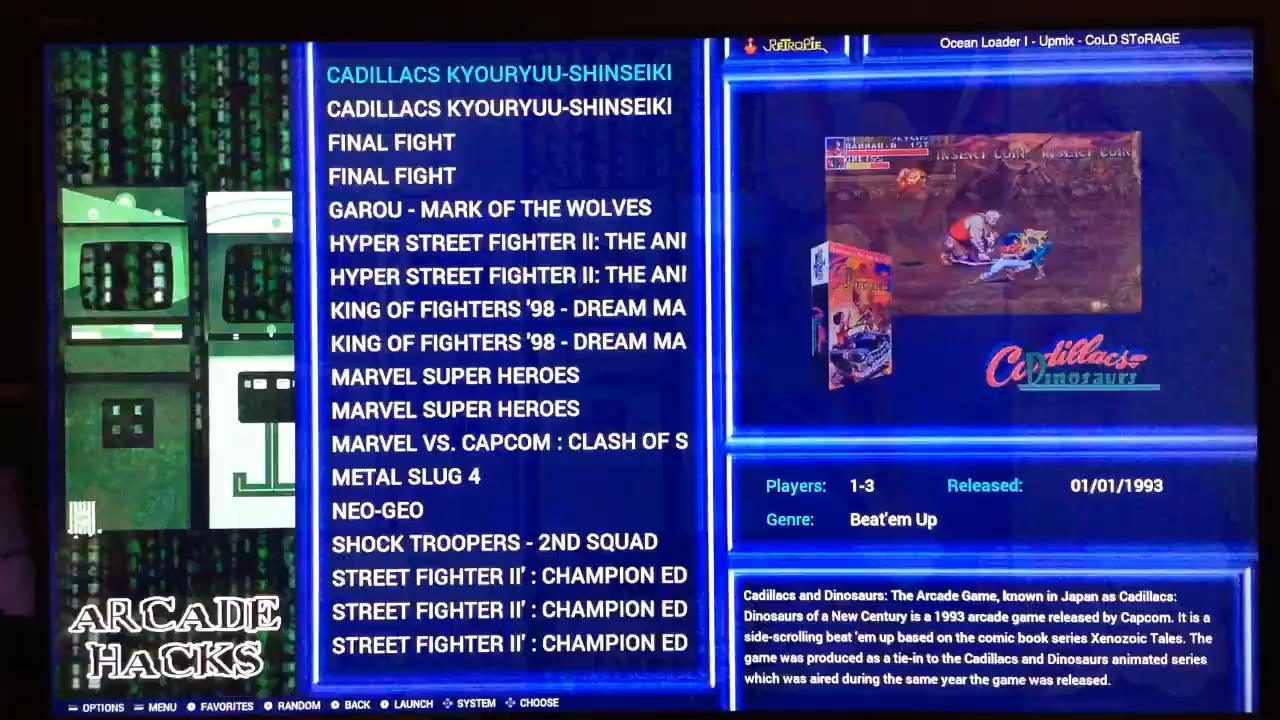 CADILLACS KYOURYUU-SHINSEIKI
CADILLACS KYOURYUU-SHINSEIKI
FINAL FIGHT
FINAL FIGHT
GAROU - MARK OF THE WOLVES
HYPER STREET FIGHTER II: THE ANI
HYPER STREET FIGHTER II: THE ANI
KING OF FIGHTERS '98 - DREAM MA
KING OF FIGHTERS '98 - DREAM MA
MARVEL SUPER HEROES
MARVEL SUPER HEROES
MARVEL VS. CAPCOM : CLASH OF S
METAL SLUG 4
NEO-GEO
SHOCK TROOPERS - 2ND SQUAD
STREET FIGHTER II' : CHAMPION ED
STREET FIGHTER II' : CHAMPION ED
STREET FIGHTER II' : CHAMPION ED
ARCADE
HACKS
RETROPIE
Ocean Loader I - Upmix - CoLD SToRAGE
INSERT COIN INSERT COIN
Cadillacs
Dinosaurs
Players: 1-3 Released: 01/01/1993
Genre: Beat'em Up
Cadillacs and Dinosaurs: The Arcade Game, known in Japan as Cadillacs:
Dinosaurs of a New Century is a 1993 arcade game released by Capcom. It is a
side-scrolling beat 'em up based on the comic book series Xenozoic Tales. The
game was produced as a tie-in to the Cadillacs and Dinosaurs animated series
which was aired during the same year the game was released.
OPTIONS MENU FAVORITES RANDOM BACK LAUNCH SYSTEM CHOOSE